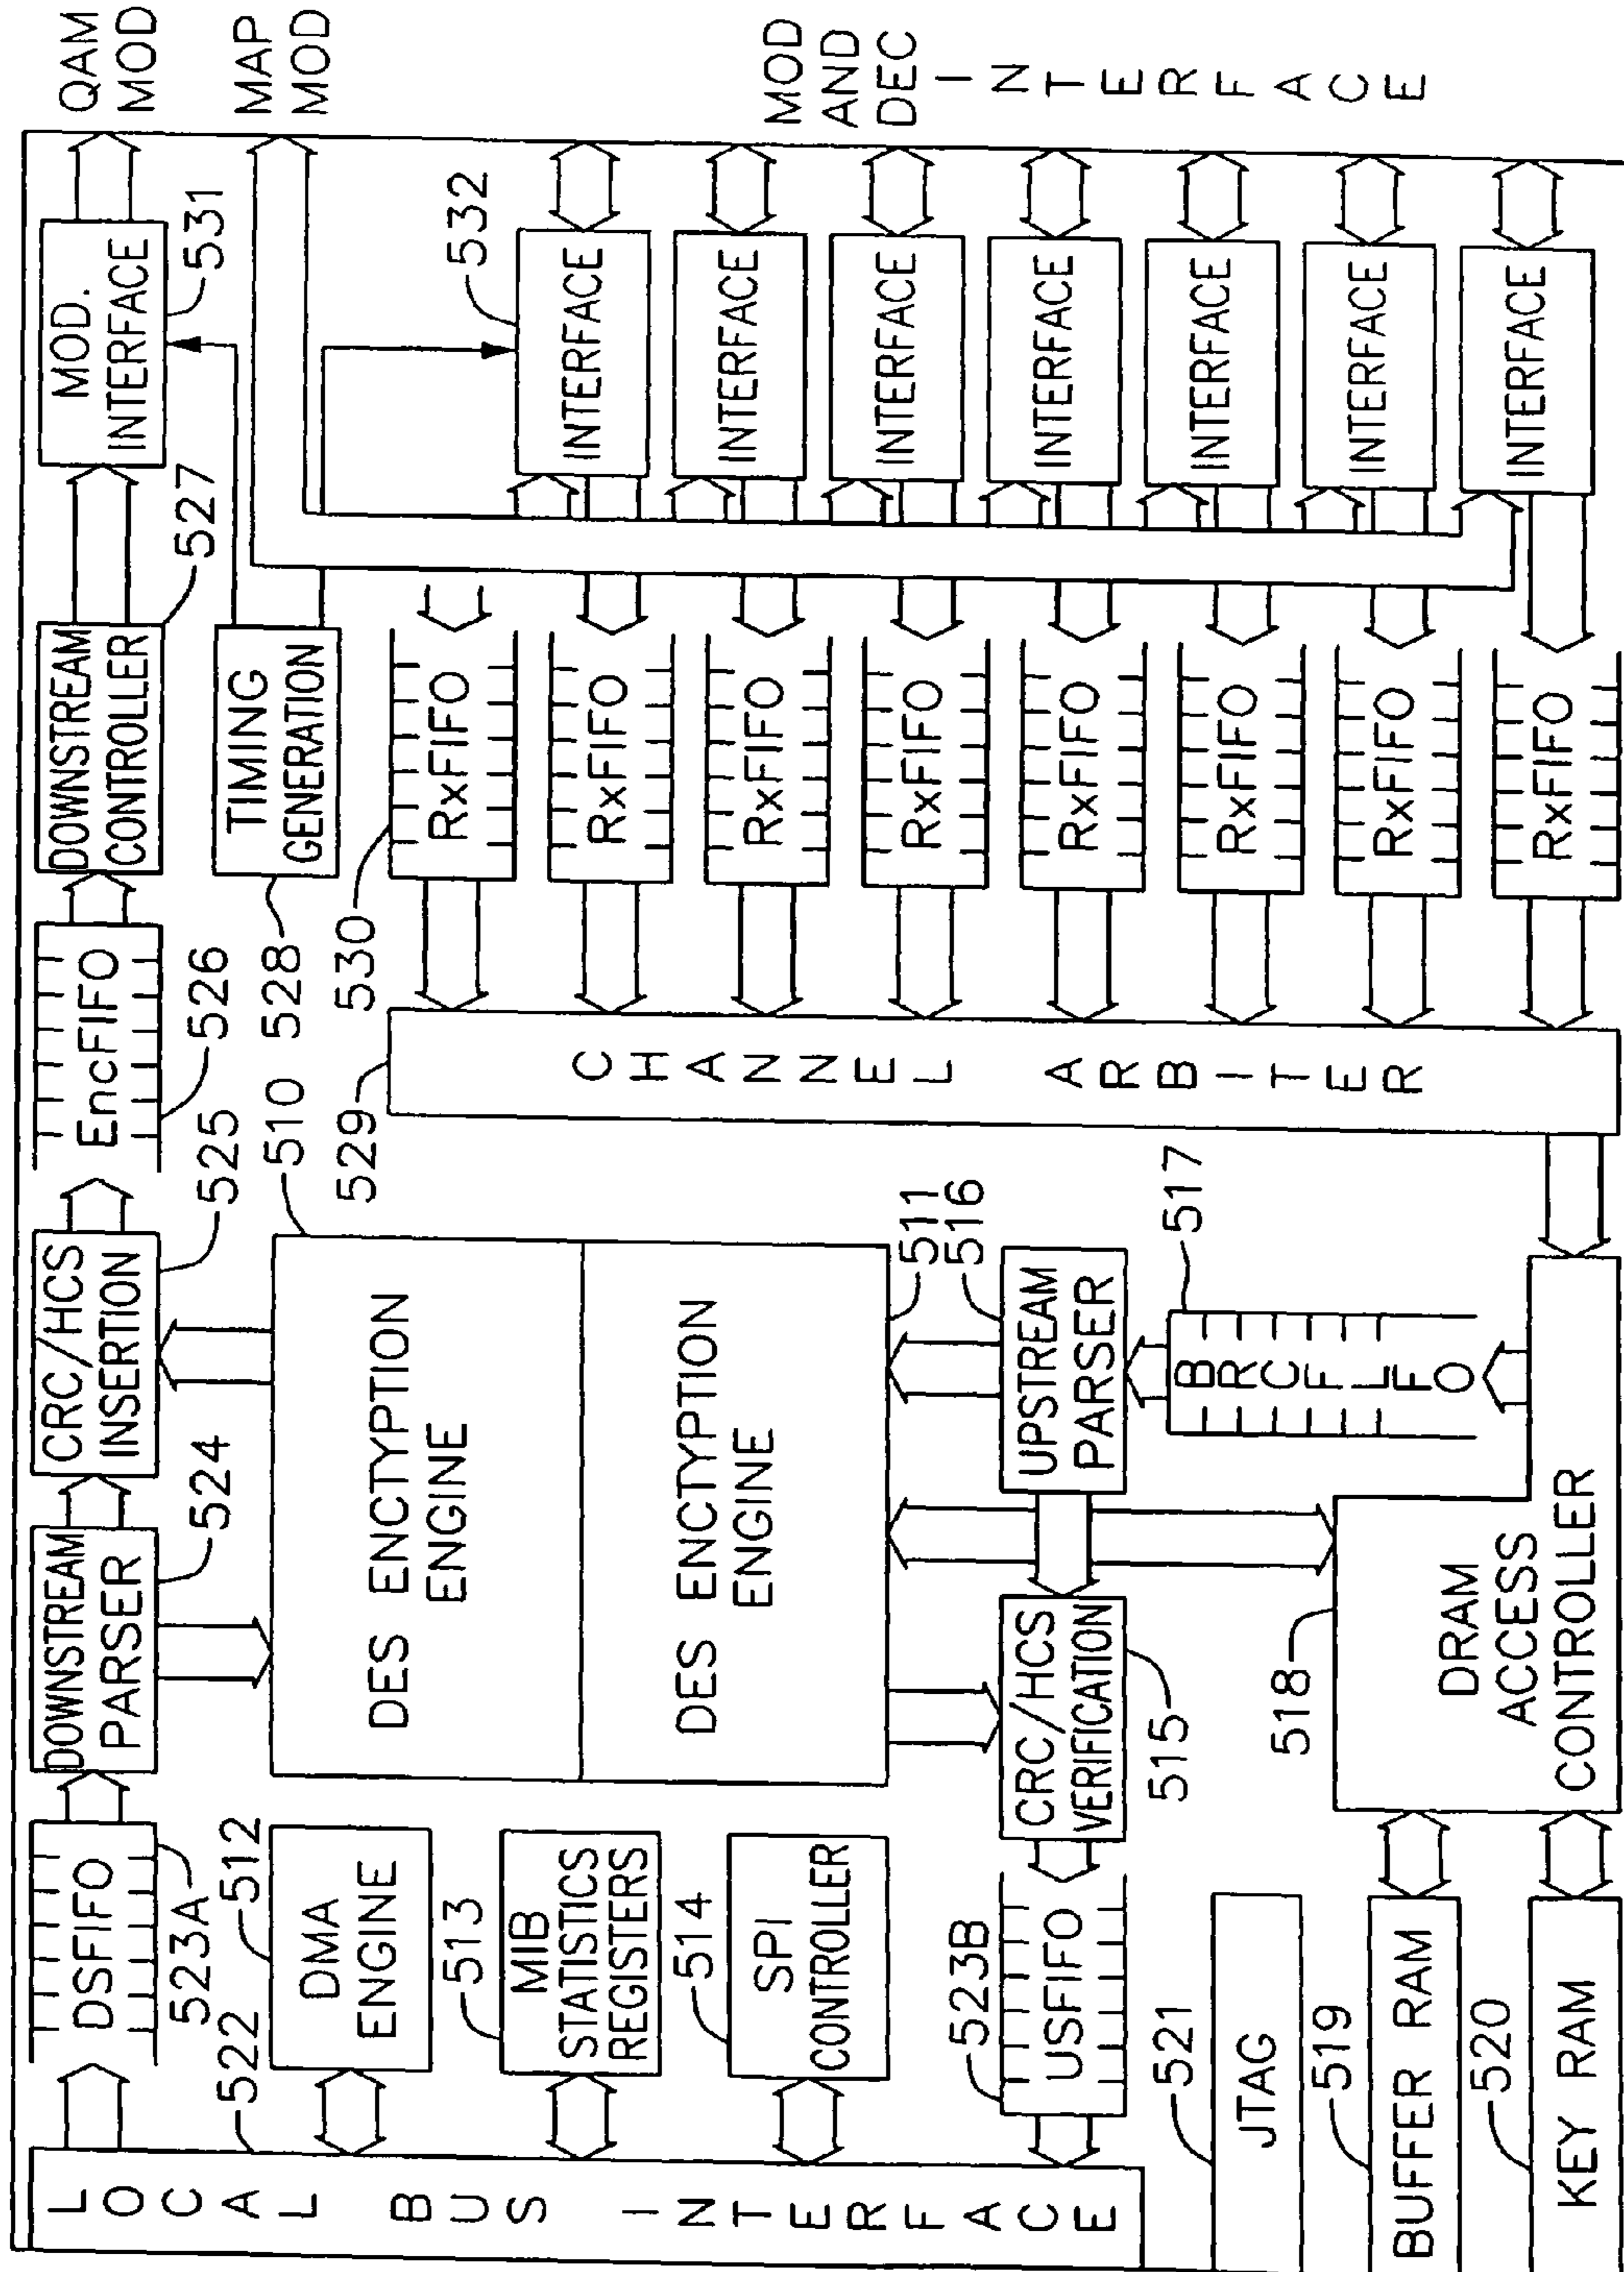 QAM
MOD
MAP
MOD
MOD
AND
DEC
INTERFACE
MOD.
INTERFACE
531
532
INTERFACE
INTERFACE
INTERFACE
INTERFACE
INTERFACE
INTERFACE
INTERFACE
DOWNSTREAM
CONTROLLER
527
TIMING
GENERATION
528
RxFIFO
RxFIFO
RxFIFO
RxFIFO
RxFIFO
RxFIFO
RxFIFO
RxFIFO
530
EncFIFO
526
CHANNEL ARBITER
529
CRC/HCS
INSERTION
525
510
DES ENCTYPTION
ENGINE
DES ENCTYPTION
ENGINE
511
516
UPSTREAM
PARSER
517
BRCFLFO
DOWNSTREAM
PARSER
524
CRC/HCS
VERIFICATION
515
518
DRAM
ACCESS
CONTROLLER
DSFIFO
523A
512
DMA
ENGINE
522
513
MIB
STATISTICS
REGISTERS
514
SPI
CONTROLLER
523B
USFIFO
LOCAL BUS INTERFACE
521
JTAG
519
BUFFER RAM
520
KEY RAM